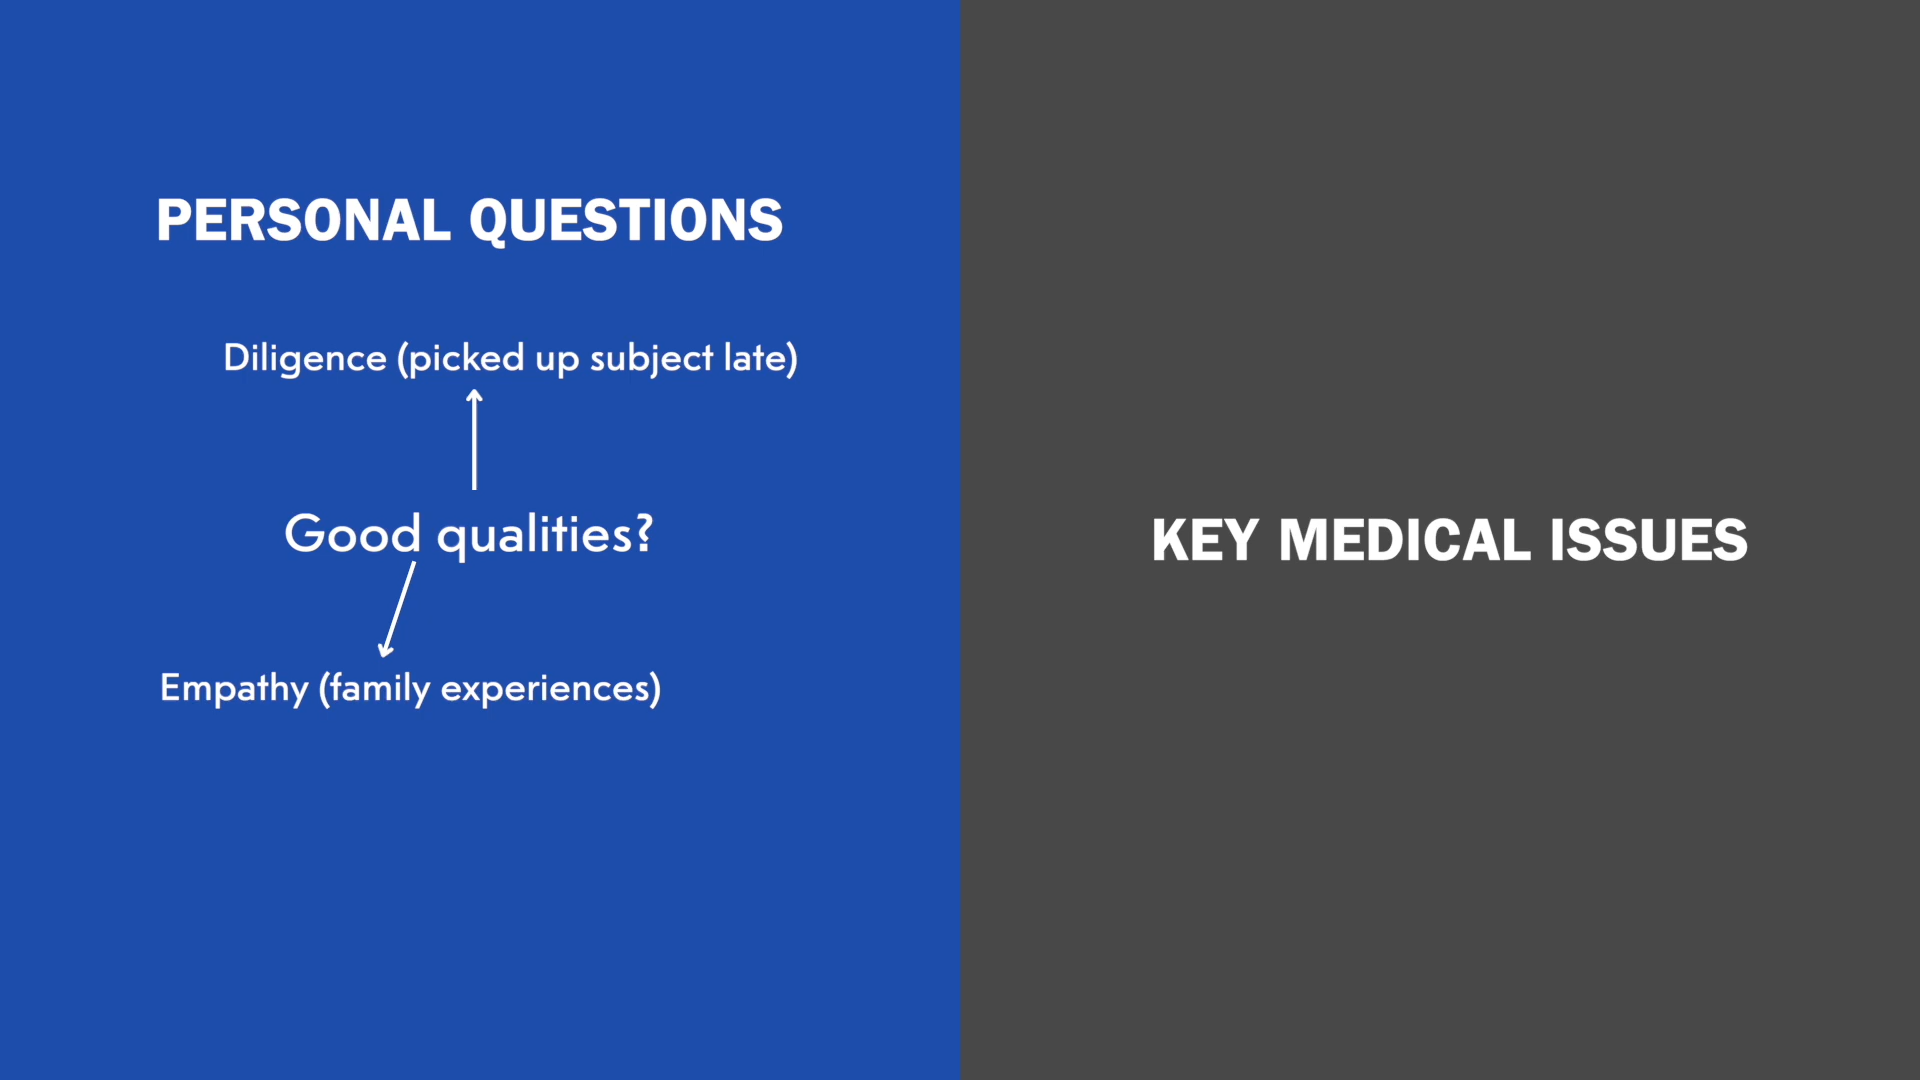 PERSONAL QUESTIONS
Diligence (picked up subject late)
Good qualities?
Empathy (family experiences)
KEY MEDICAL ISSUES